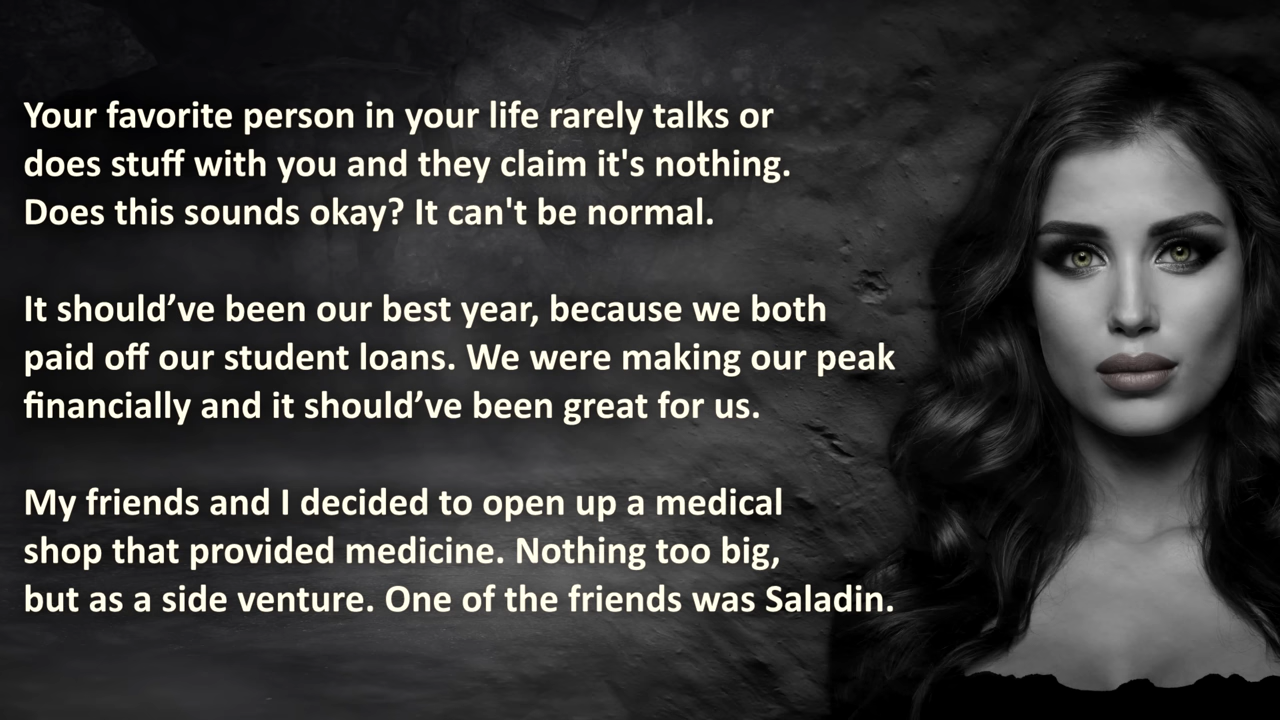 Your favorite person in your life rarely talks or
does stuff with you and they claim it's nothing.
Does this sounds okay? It can't be normal.
It should’ve been our best year, because we both
paid off our student loans. We were making our peak
financially and it should’ve been great for us.
My friends and I decided to open up a medical
shop that provided medicine. Nothing too big,
but as a side venture. One of the friends was Saladin.